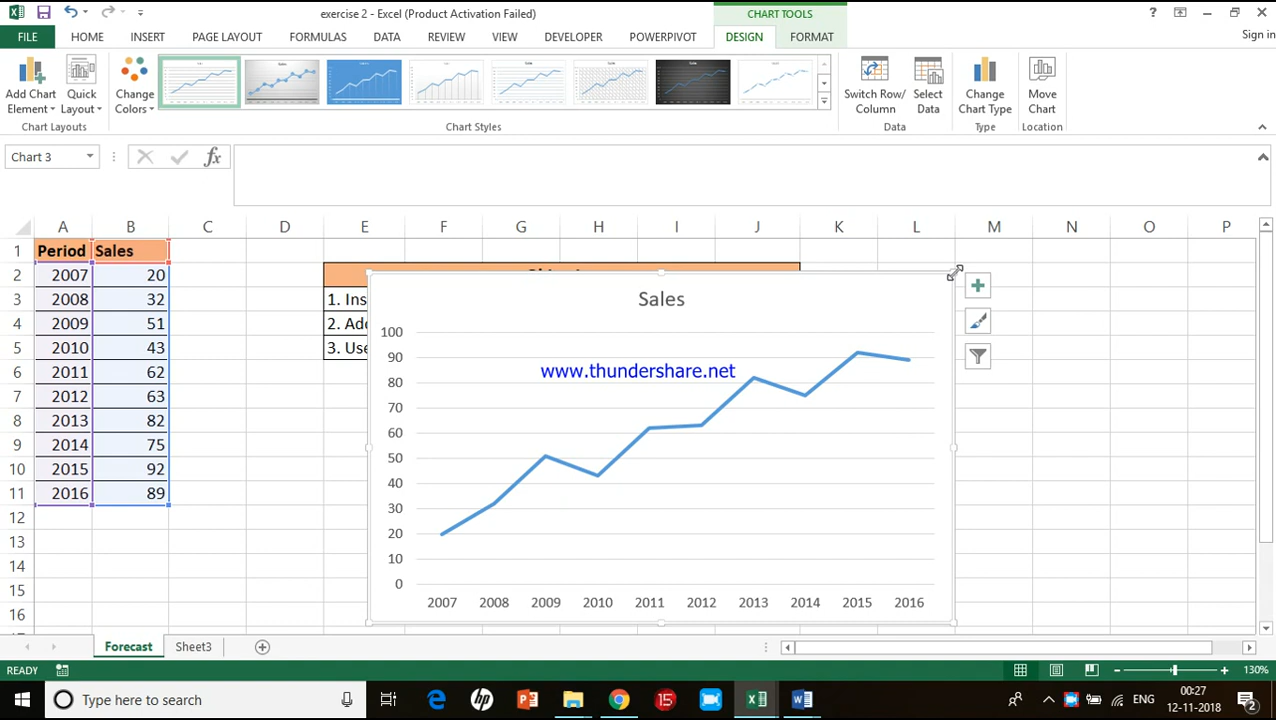 exercise 2 - Excel (Product Activation Failed)
CHART TOOLS
?
FILE
HOME
INSERT
PAGE LAYOUT
FORMULAS
DATA
REVIEW
VIEW
DEVELOPER
POWERPIVOT
DESIGN
FORMAT
Sign in
Add Chart Element
Quick Layout
Change Colors
Switch Row/ Column
Select Data
Change Chart Type
Move Chart
Chart Layouts
Chart Styles
Data
Type
Location
Chart 3
fx
A B C D E F G H I J K L M N O P
1 Period Sales
2 2007 20
3 2008 32 1. Ins
4 2009 51 2. Add
5 2010 43 3. Use
6 2011 62
7 2012 63
8 2013 82
9 2014 75
10 2015 92
11 2016 89
12
13
14
15
16
Sales
100
90
www.thundershare.net
80
70
60
50
40
30
20
10
0
2007 2008 2009 2010 2011 2012 2013 2014 2015 2016
Forecast
Sheet3
READY
130%
Type here to search
15
ENG
00:27
12-11-2018
2